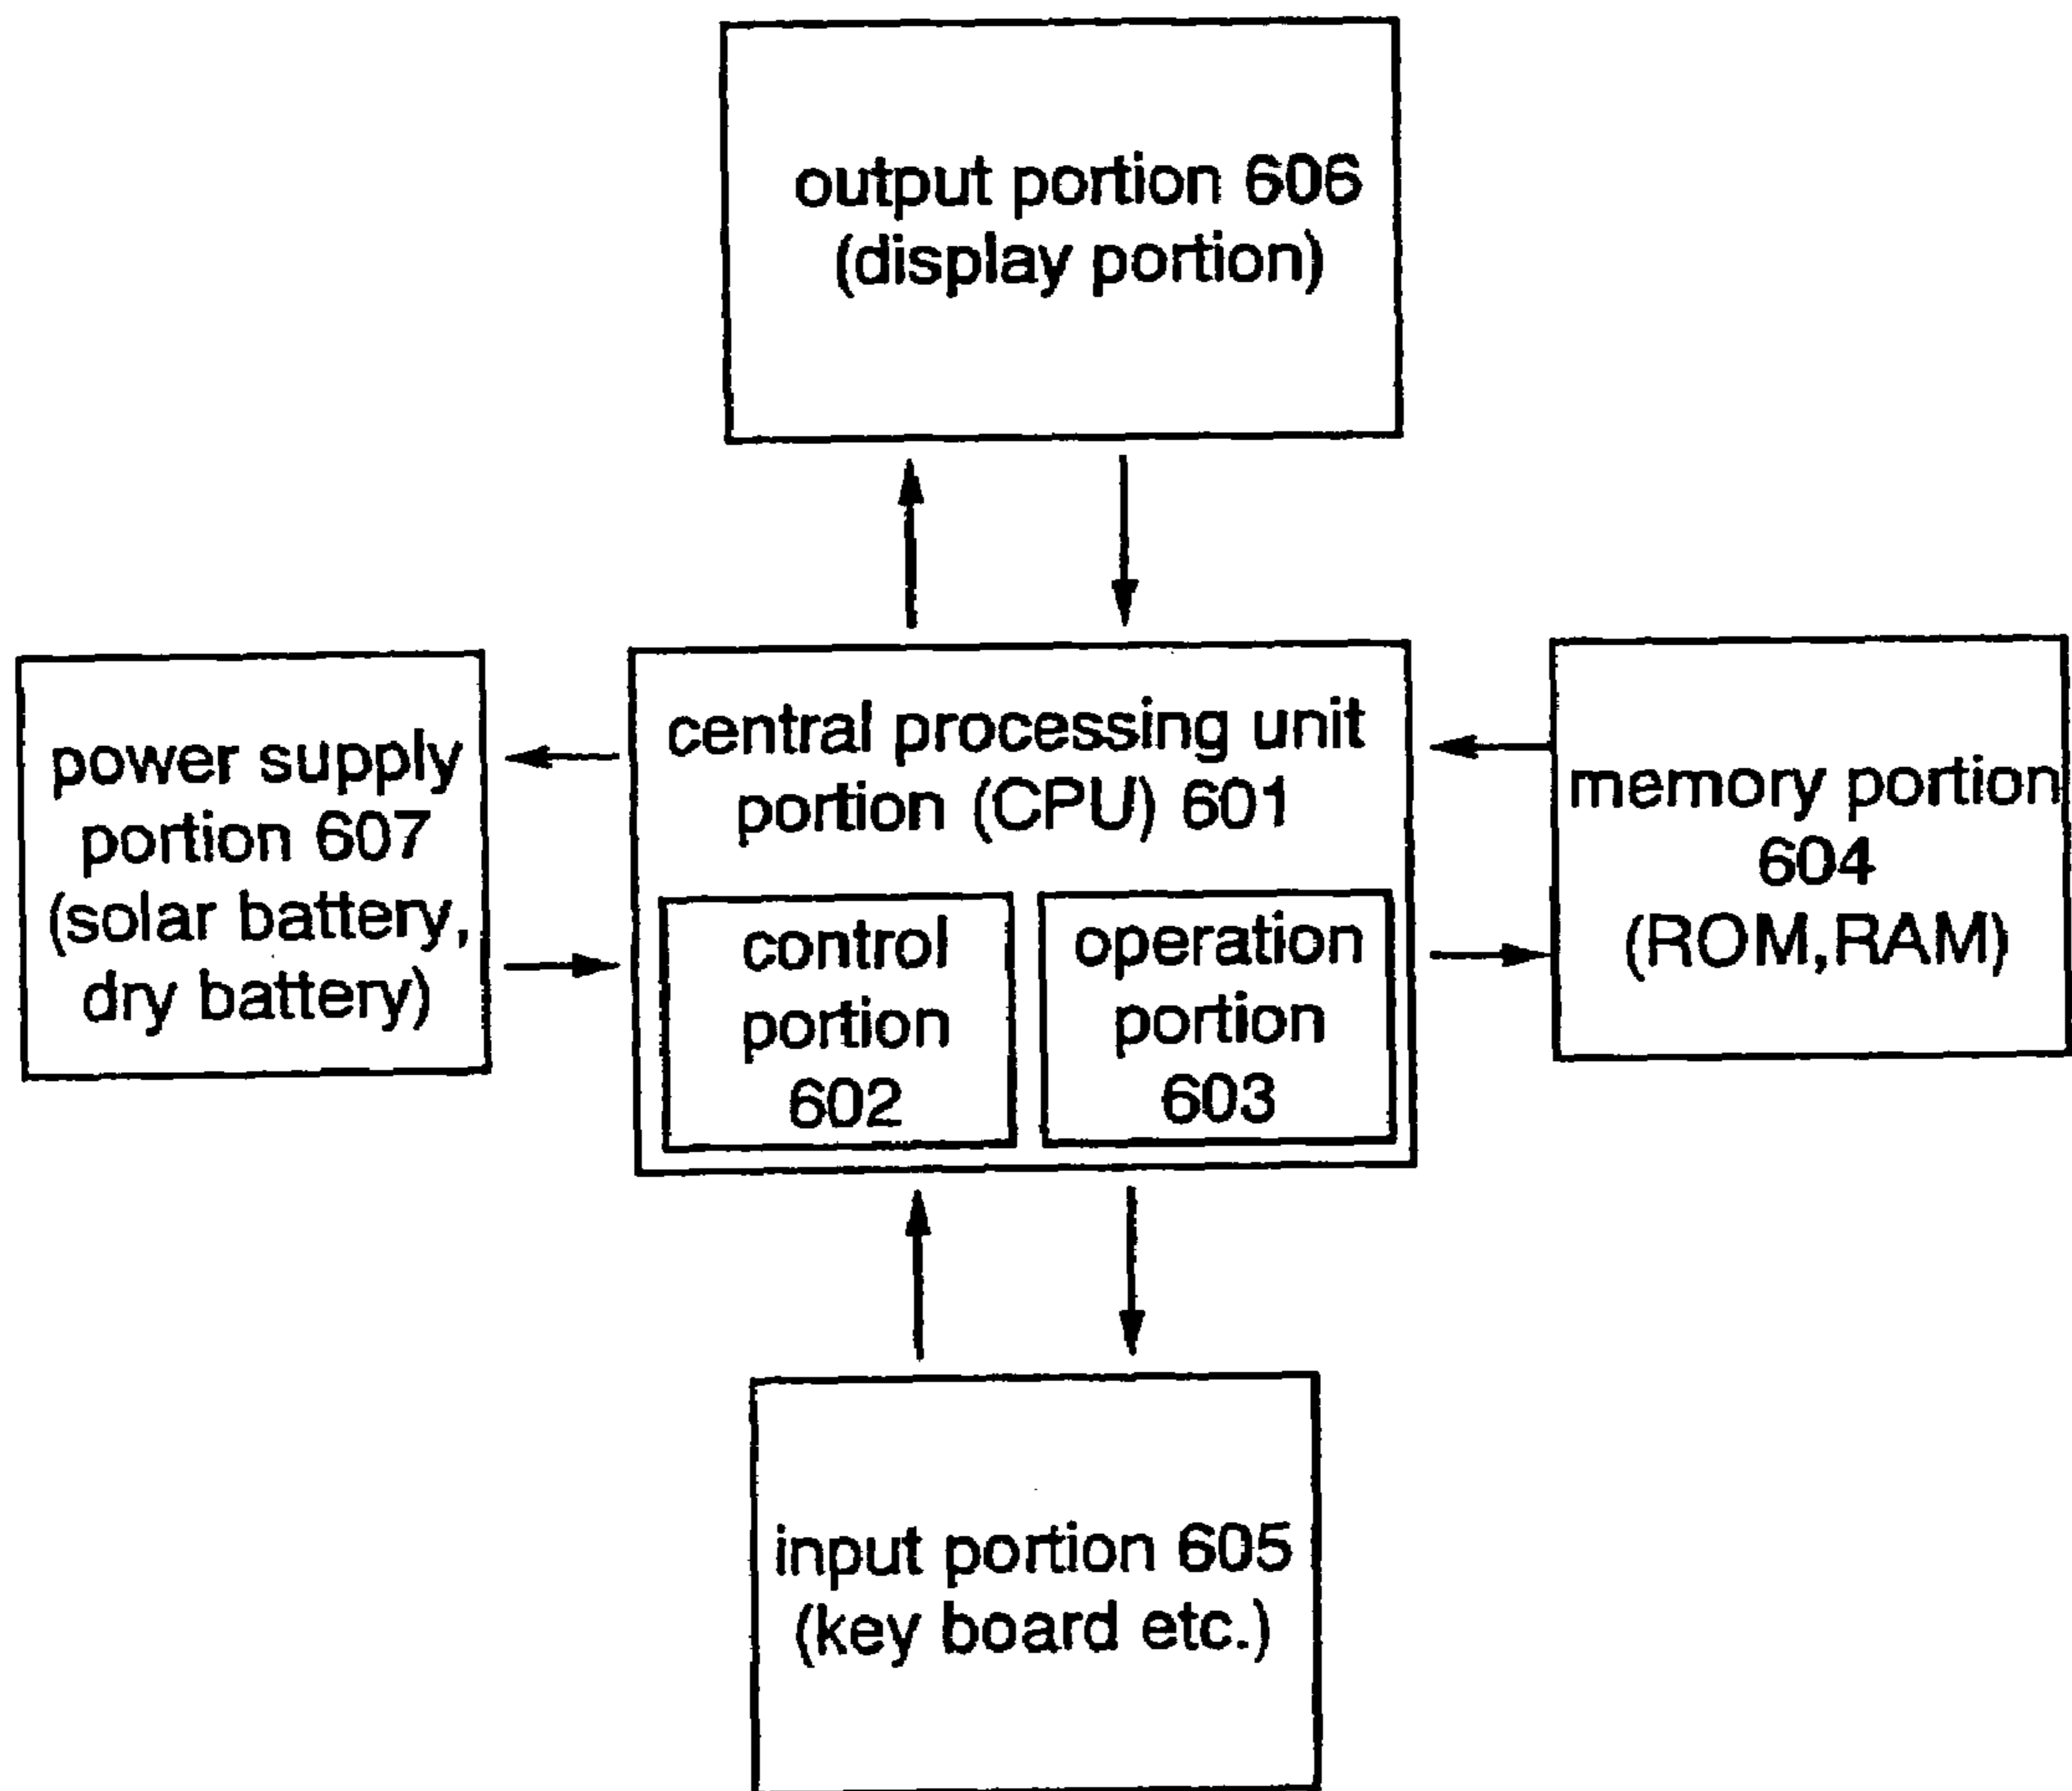 output portion 606
(display portion)
power supply
portion 607
(solar battery,
dry battery)
central processing unit
portion (CPU) 601
control
portion
602
operation
portion
603
memory portion
604
(ROM,RAM)
input portion 605
(key board etc.)